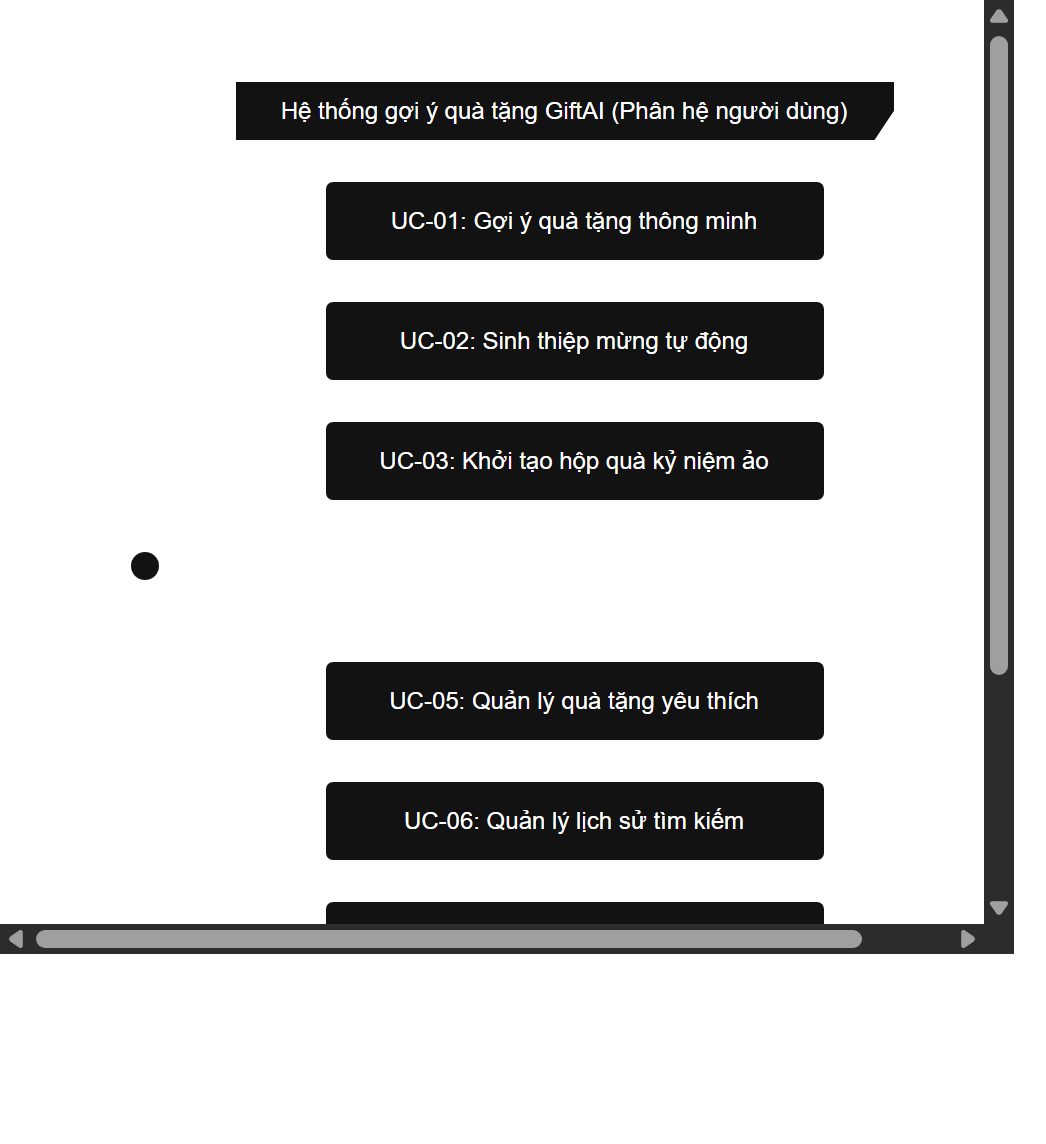 Hệ thống gợi ý quà tặng GiftAI (Phân hệ người dùng)
UC-01: Gợi ý quà tặng thông minh
UC-02: Sinh thiệp mừng tự động
UC-03: Khởi tạo hộp quà kỷ niệm ảo
UC-05: Quản lý quà tặng yêu thích
UC-06: Quản lý lịch sử tìm kiếm